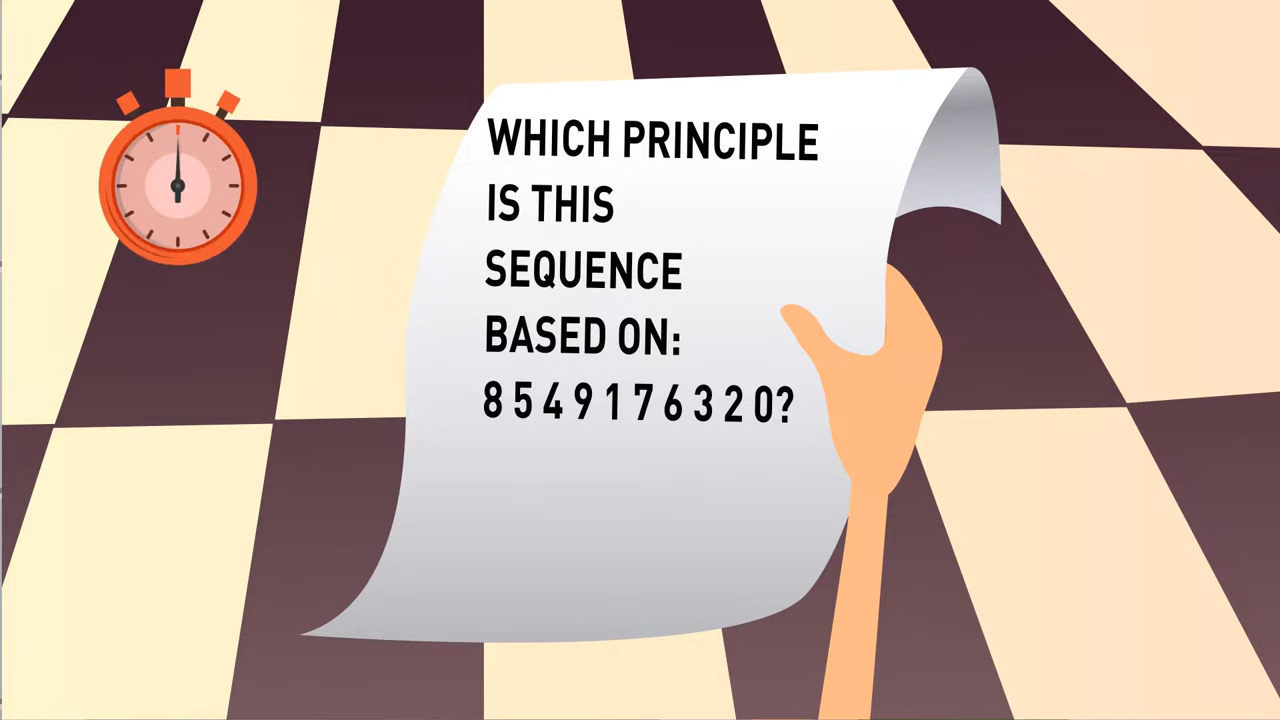 WHICH PRINCIPLE
IS THIS
SEQUENCE
BASED ON:
8 5 4 9 1 7 6 3 2 0?